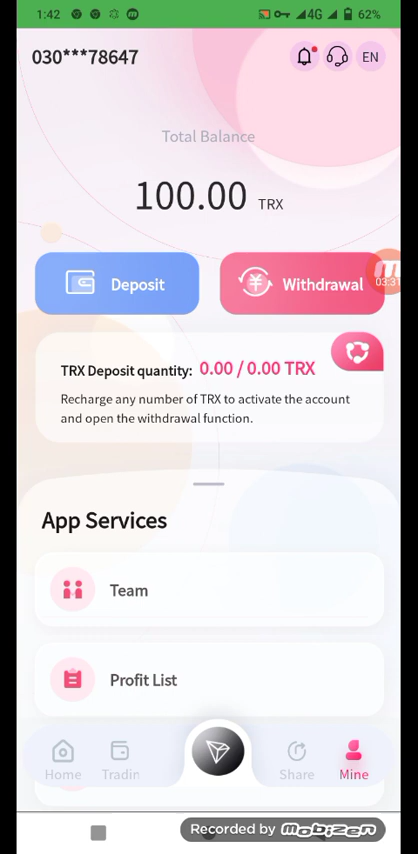 1:42
4G
62%
030***78647
EN
Total Balance
100.00 TRX
Deposit
Withdrawal
03:31
TRX Deposit quantity: 0.00 / 0.00 TRX
Recharge any number of TRX to activate the account
and open the withdrawal function.
App Services
Team
Profit List
Home
Tradin
Share
Mine
Recorded by mobizen